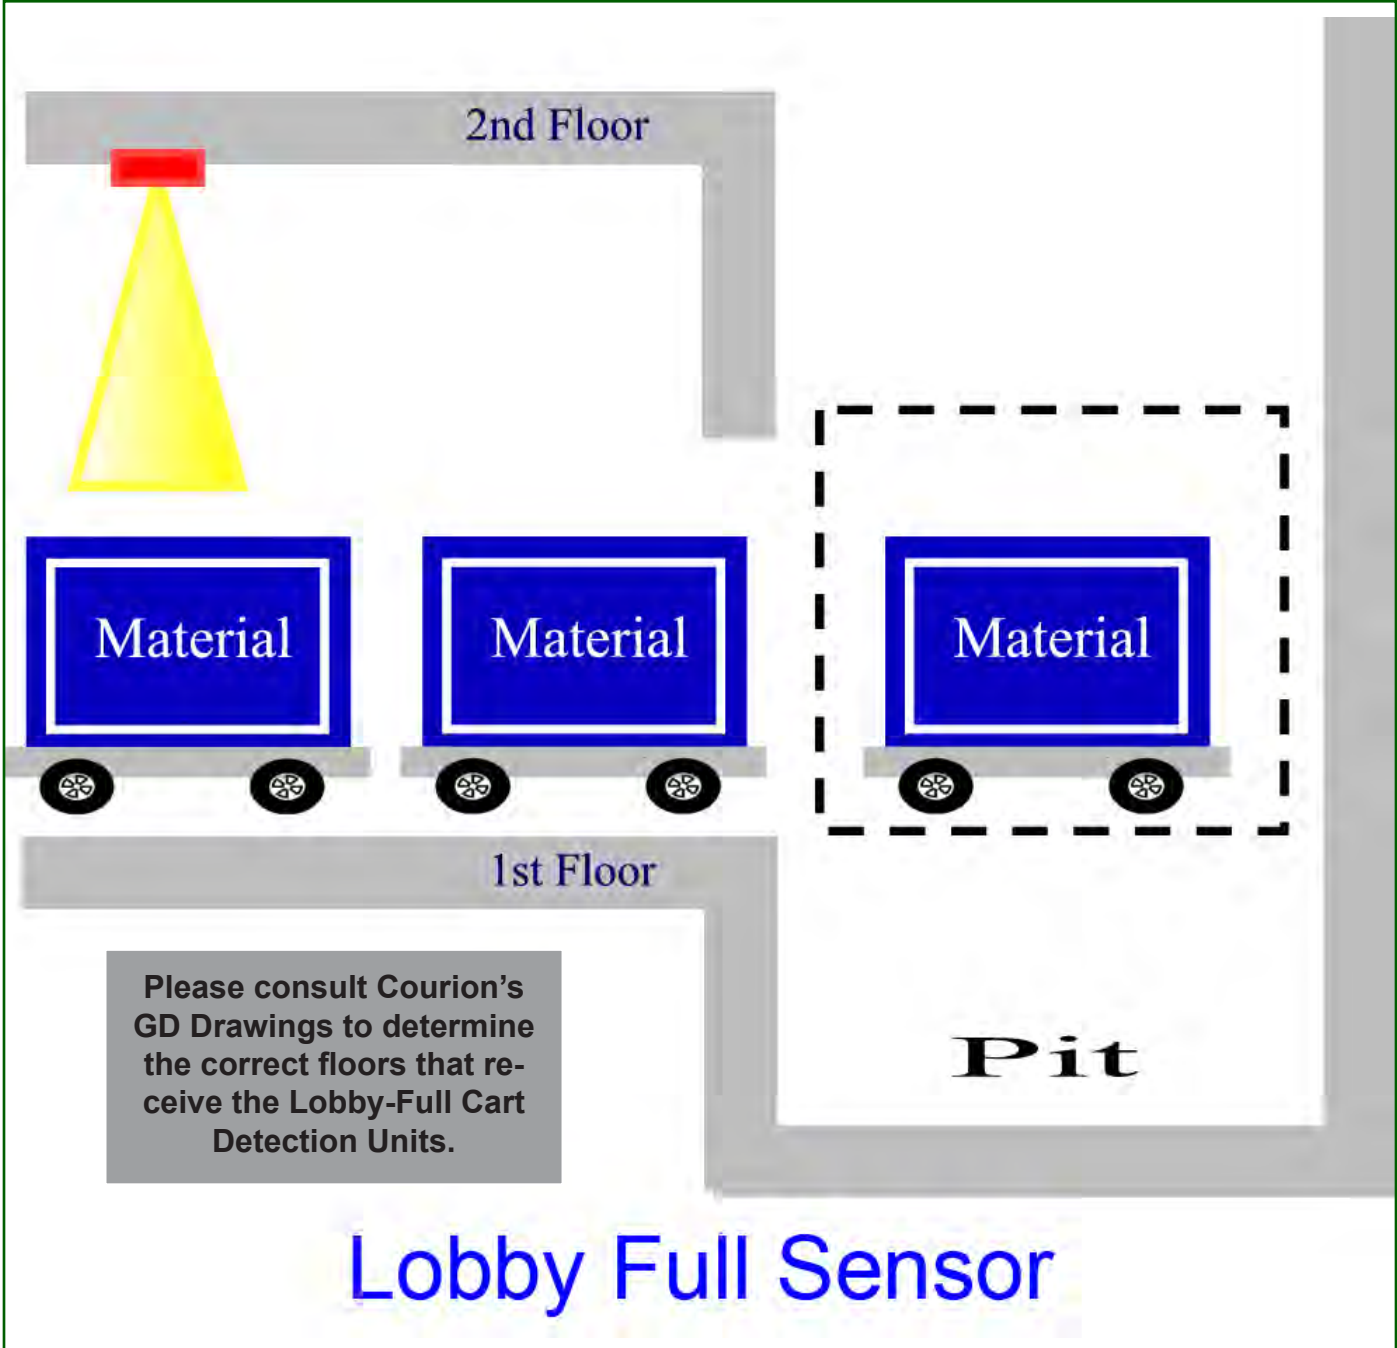 2nd Floor
Material
Material
Material
1st Floor
Please consult Courion’s
GD Drawings to determine
the correct floors that re-
ceive the Lobby-Full Cart
Detection Units.
Pit
Lobby Full Sensor